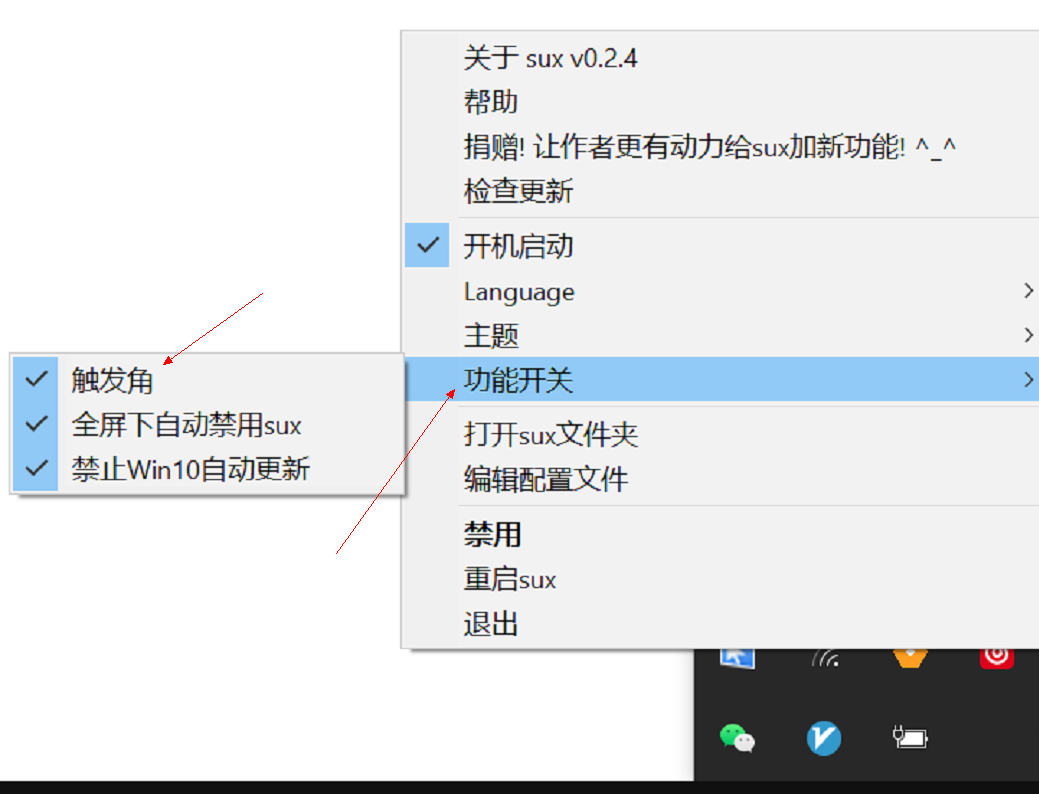 关于 sux v0.2.4
帮助
捐赠! 让作者更有动力给sux加新功能! ^_^
检查更新
开机启动
Language
主题
功能开关
触发角
全屏下自动禁用sux
禁止Win10自动更新
打开sux文件夹
编辑配置文件
禁用
重启sux
退出